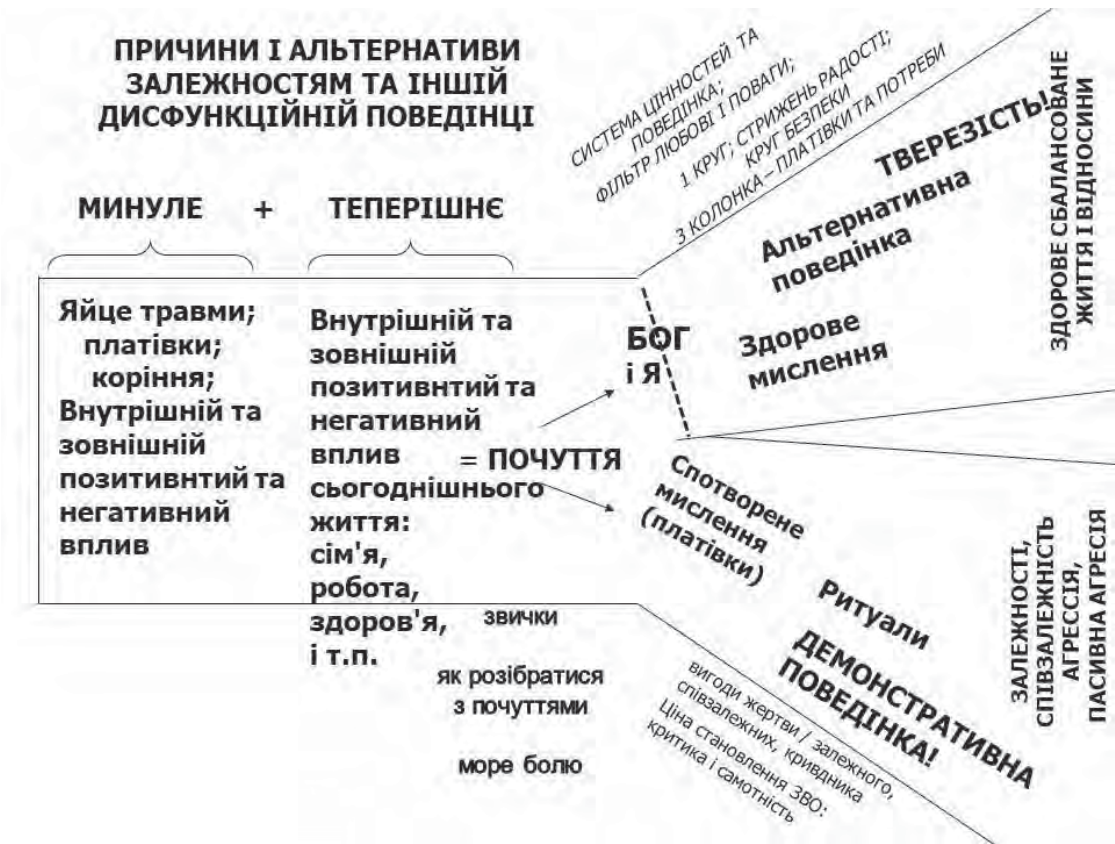 ПРИЧИНИ І АЛЬТЕРНАТИВИ
ЗАЛЕЖНОСТЯМ ТА ІНШІЙ
ДИСФУНКЦІЙНІЙ ПОВЕДІНЦІ
МИНУЛЕ + ТЕПЕРІШНЄ
Яйце травми;
платівки;
коріння;
Внутрішній та
зовнішній
позитивнтий та
негативний
вплив
Внутрішній та
зовнішній
позитивнтий та
негативний
вплив
сьогоднішнього
життя:
сім'я,
робота,
здоров'я,
і т.п.
= ПОЧУТТЯ
звички
як розібратися
з почуттями
море болю
БОГ
і Я
СИСТЕМА ЦІННОСТЕЙ ТА
ПОВЕДІНКА;
ФІЛЬТР ЛЮБОВІ І ПОВАГИ;
1 КРУГ; СТРИЖЕНЬ РАДОСТІ;
КРУГ БЕЗПЕКИ
3 КОЛОНКА – ПЛАТІВКИ ТА ПОТРЕБИ
ТВЕРЕЗІСТЬ!
Альтернативна
поведінка
Здорове
мислення
ЗДОРОВЕ СБАЛАНСОВАНЕ
ЖИТТЯ І ВІДНОСИНИ
Спотворене
мислення
(платівки)
Ритуали
ДЕМОНСТРАТИВНА
ПОВЕДІНКА!
вигоди жертви / залежного,
співзалежних, кривдника
Ціна становлення ЗВО:
критика і самотність
ЗАЛЕЖНОСТІ,
СПІВЗАЛЕЖНІСТЬ
АГРЕССІЯ,
ПАСИВНА АГРЕСІЯ